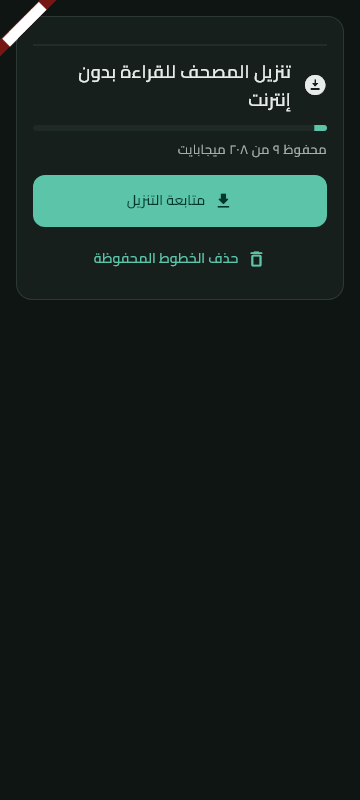 تنزيل المصحف للقراءة بدون
إنترنت
محفوظ ٩ من ٢٠٨ ميجابايت
متابعة التنزيل
حذف الخطوط المحفوظة